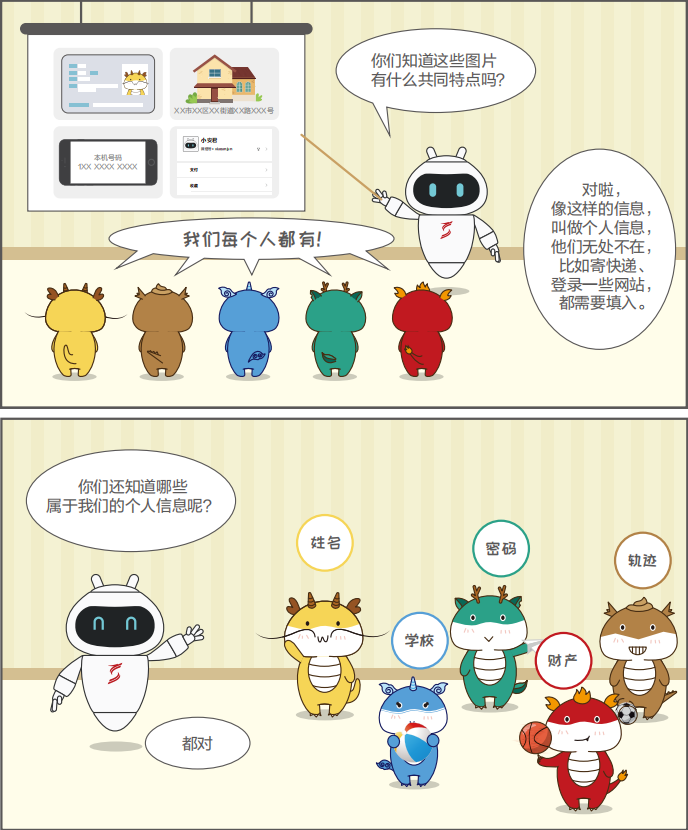 你们知道这些图片
有什么共同特点吗?
XX市XX区XX街道XX路XXX号
本机号码
1XX XXXX XXXX
小安君
支付
收藏
对啦，
像这样的信息，
叫做个人信息，
他们无处不在，
比如寄快递、
登录一些网站，
都需要填入。
我们每个人都有!
你们还知道哪些
属于我们的个人信息呢?
姓名
密码
轨迹
学校
财产
都对